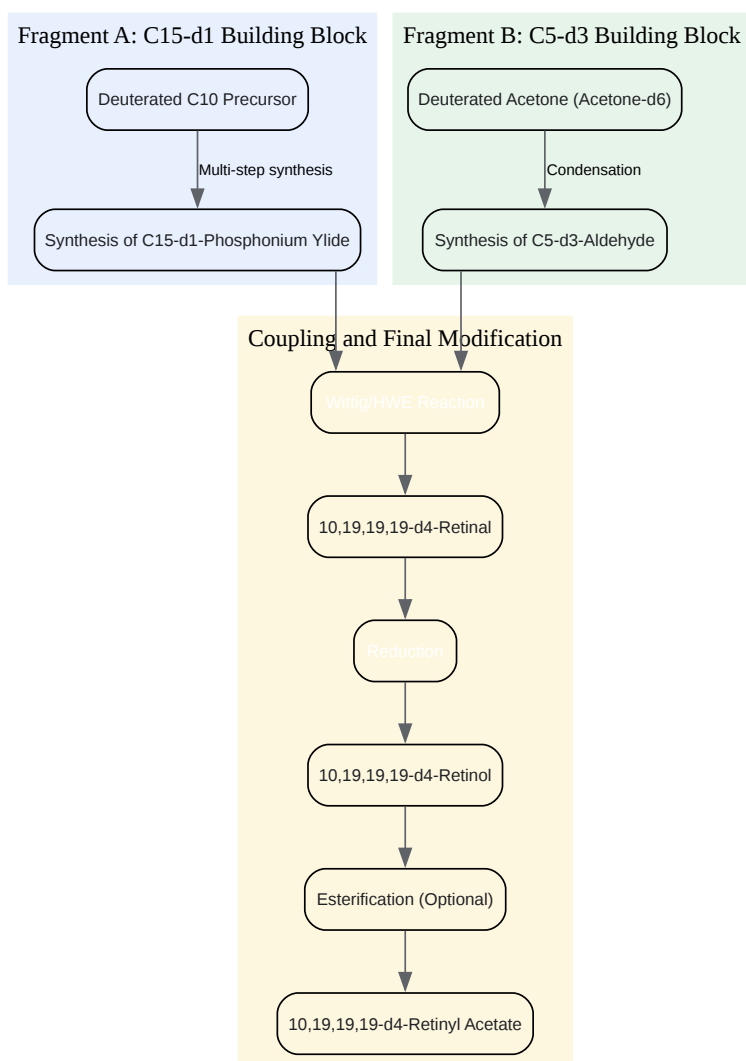 Fragment A: C15-d1 Building Block
Deuterated C10 Precursor
Multi-step synthesis
Synthesis of C15-d1-Phosphonium Ylide
Fragment B: C5-d3 Building Block
Deuterated Acetone (Acetone-d6)
Condensation
Synthesis of C5-d3-Aldehyde
Coupling and Final Modification
Wittig/HWE Reaction
10,19,19,19-d4-Retinal
Reduction
10,19,19,19-d4-Retinol
Esterification (Optional)
10,19,19,19-d4-Retinyl Acetate